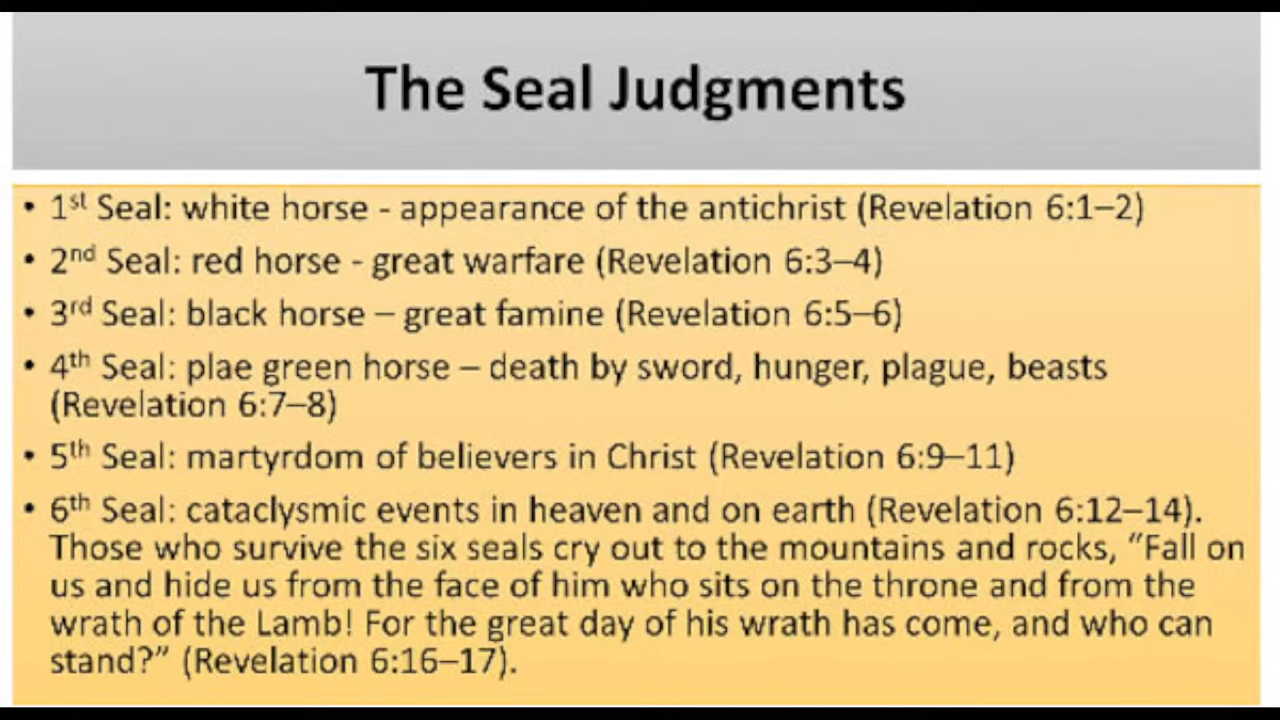 The Seal Judgments
• 1st Seal: white horse - appearance of the antichrist (Revelation 6:1–2)
• 2nd Seal: red horse - great warfare (Revelation 6:3–4)
• 3rd Seal: black horse – great famine (Revelation 6:5–6)
• 4th Seal: plae green horse – death by sword, hunger, plague, beasts
(Revelation 6:7–8)
• 5th Seal: martyrdom of believers in Christ (Revelation 6:9–11)
• 6th Seal: cataclysmic events in heaven and on earth (Revelation 6:12–14).
Those who survive the six seals cry out to the mountains and rocks, “Fall on
us and hide us from the face of him who sits on the throne and from the
wrath of the Lamb! For the great day of his wrath has come, and who can
stand?” (Revelation 6:16–17).